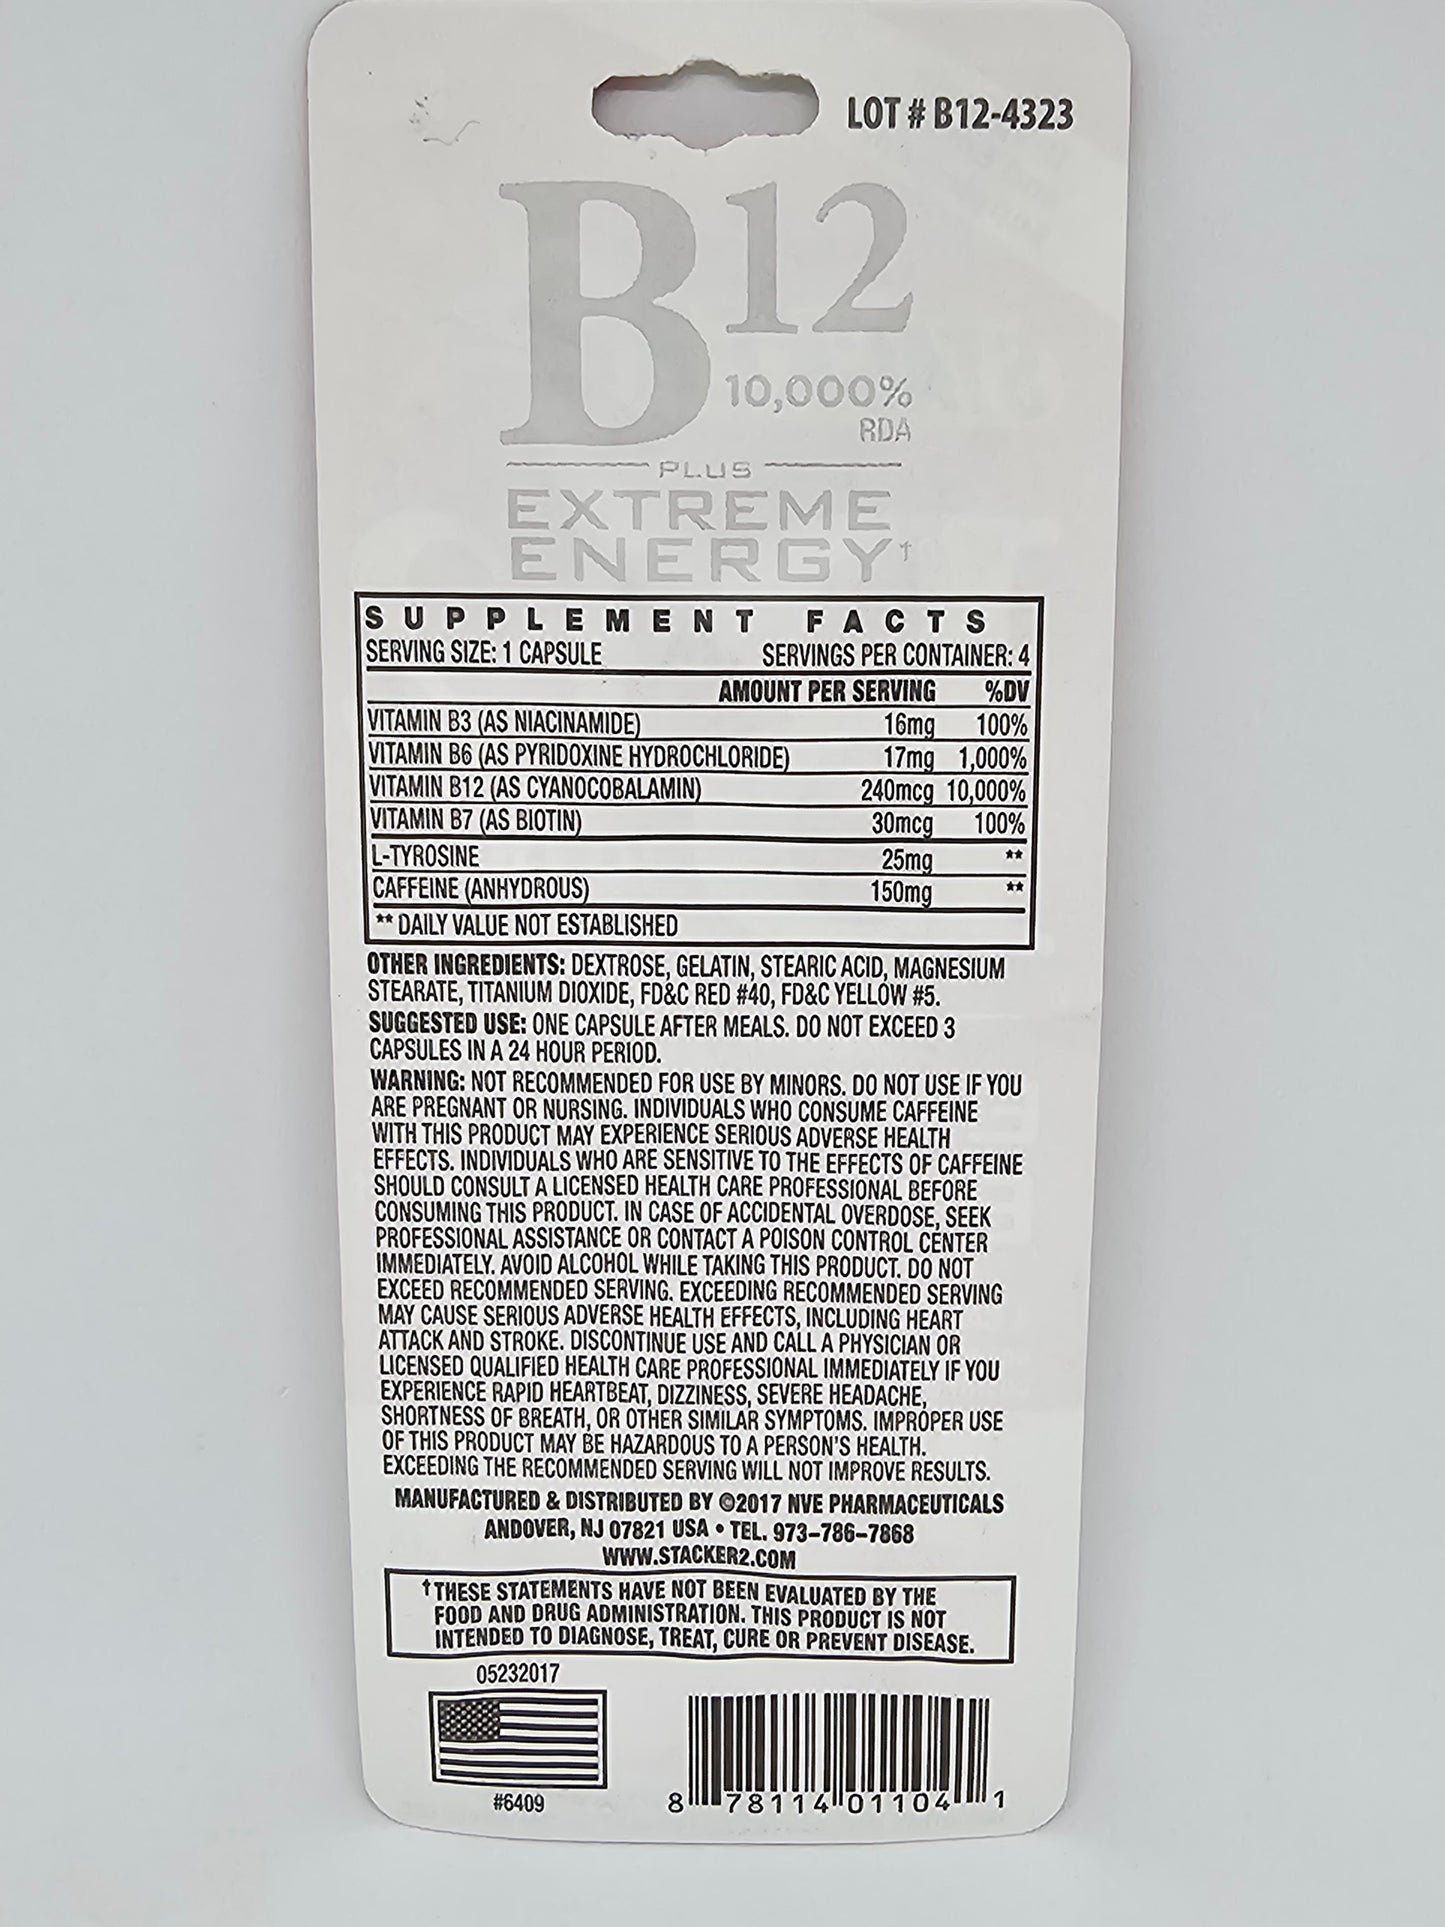 LOT # B12-4323
B12
10,000%
RDA
PLUS
EXTREME
ENERGY†
SUPPLEMENT FACTS
SERVING SIZE: 1 CAPSULE SERVINGS PER CONTAINER: 4
AMOUNT PER SERVING %DV
VITAMIN B3 (AS NIACINAMIDE) 16mg 100%
VITAMIN B6 (AS PYRIDOXINE HYDROCHLORIDE) 17mg 1,000%
VITAMIN B12 (AS CYANOCOBALAMIN) 240mcg 10,000%
VITAMIN B7 (AS BIOTIN) 30mcg 100%
L-TYROSINE 25mg **
CAFFEINE (ANHYDROUS) 150mg **
** DAILY VALUE NOT ESTABLISHED
OTHER INGREDIENTS: DEXTROSE, GELATIN, STEARIC ACID, MAGNESIUM
STEARATE, TITANIUM DIOXIDE, FD&C RED #40, FD&C YELLOW #5.
SUGGESTED USE: ONE CAPSULE AFTER MEALS. DO NOT EXCEED 3
CAPSULES IN A 24 HOUR PERIOD.
WARNING: NOT RECOMMENDED FOR USE BY MINORS. DO NOT USE IF YOU
ARE PREGNANT OR NURSING. INDIVIDUALS WHO CONSUME CAFFEINE
WITH THIS PRODUCT MAY EXPERIENCE SERIOUS ADVERSE HEALTH
EFFECTS. INDIVIDUALS WHO ARE SENSITIVE TO THE EFFECTS OF CAFFEINE
SHOULD CONSULT A LICENSED HEALTH CARE PROFESSIONAL BEFORE
CONSUMING THIS PRODUCT. IN CASE OF ACCIDENTAL OVERDOSE, SEEK
PROFESSIONAL ASSISTANCE OR CONTACT A POISON CONTROL CENTER
IMMEDIATELY. AVOID ALCOHOL WHILE TAKING THIS PRODUCT. DO NOT
EXCEED RECOMMENDED SERVING. EXCEEDING RECOMMENDED SERVING
MAY CAUSE SERIOUS ADVERSE HEALTH EFFECTS, INCLUDING HEART
ATTACK AND STROKE. DISCONTINUE USE AND CALL A PHYSICIAN OR
LICENSED QUALIFIED HEALTH CARE PROFESSIONAL IMMEDIATELY IF YOU
EXPERIENCE RAPID HEARTBEAT, DIZZINESS, SEVERE HEADACHE,
SHORTNESS OF BREATH, OR OTHER SIMILAR SYMPTOMS. IMPROPER USE
OF THIS PRODUCT MAY BE HAZARDOUS TO A PERSON'S HEALTH.
EXCEEDING THE RECOMMENDED SERVING WILL NOT IMPROVE RESULTS.
MANUFACTURED & DISTRIBUTED BY ©2017 NVE PHARMACEUTICALS
ANDOVER, NJ 07821 USA • TEL. 973-786-7868
WWW.STACKER2.COM
†THESE STATEMENTS HAVE NOT BEEN EVALUATED BY THE
FOOD AND DRUG ADMINISTRATION. THIS PRODUCT IS NOT
INTENDED TO DIAGNOSE, TREAT, CURE OR PREVENT DISEASE.
05232017
#6409
8 78114 01104 1